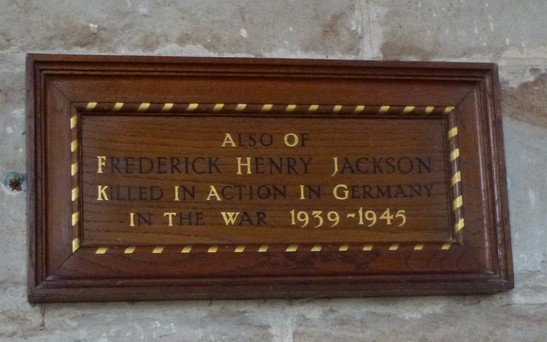 Also Of
Frederick Henry Jackson
Killed In Action In Germany
In The War 1939-1945